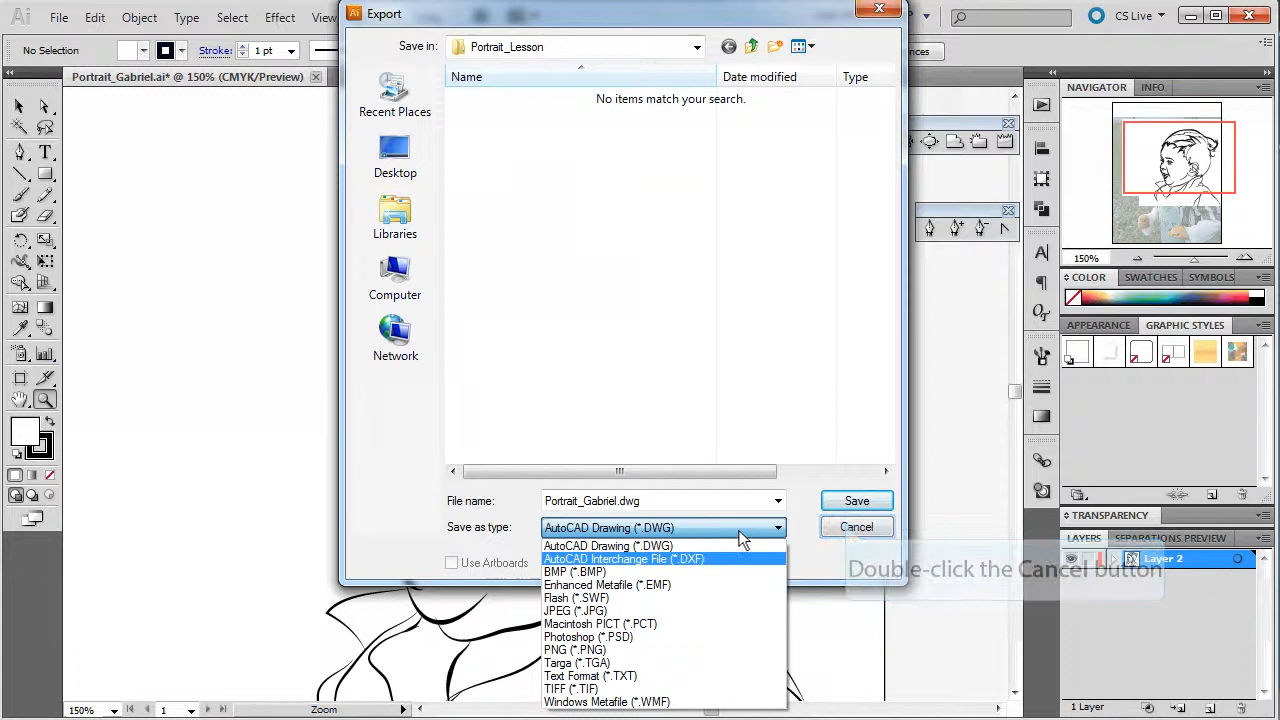 Ai File Edit Object Type Select Effect
CS Live
No Selection
Stroke: 1 pt
Portrait_Gabriel.ai* @ 150% (CMYK/Preview)
Ai Export
Save in: Portrait_Lesson
Name Date modified Type
No items match your search.
Recent Places
Desktop
Libraries
Computer
Network
File name: Portrait_Gabriel.dwg Save
Save as type: AutoCAD Drawing (*.DWG) Cancel
AutoCAD Drawing (*.DWG)
AutoCAD Interchange File (*.DXF)
BMP (*.BMP)
Enhanced Metafile (*.EMF)
Flash (*.SWF)
JPEG (*.JPG)
Macintosh PICT (*.PCT)
Photoshop (*.PSD)
PNG (*.PNG)
Targa (*.TGA)
Text Format (*.TXT)
TIFF (*.TIF)
Windows Metafile (*.WMF)
Use Artboards
Double-click the Cancel button
NAVIGATOR INFO
150%
COLOR SWATCHES SYMBOLS
APPEARANCE GRAPHIC STYLES
TRANSPARENCY
LAYERS SEPARATIONS PREVIEW
Layer 2
1 Layer
150% 1 Zoom